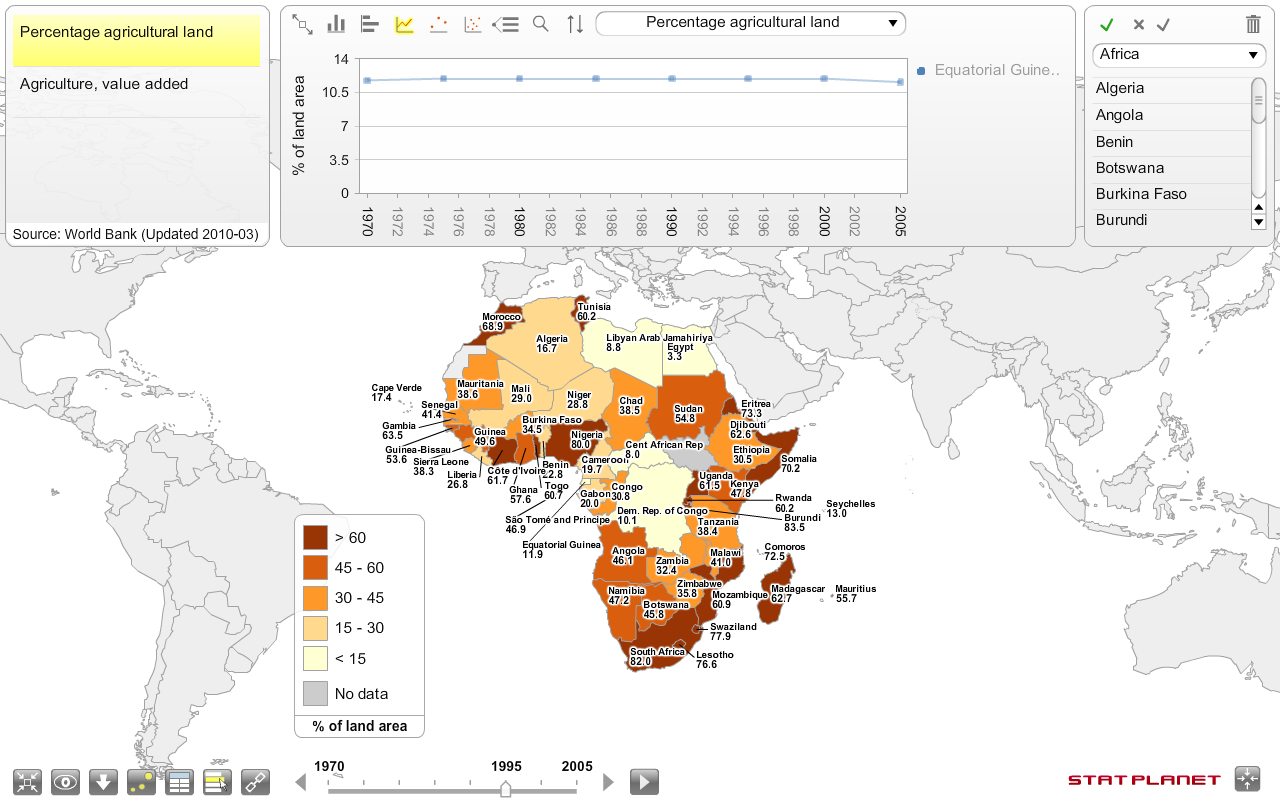 Percentage agricultural land
Agriculture, value added
Source: World Bank (Updated 2010-03)
Percentage agricultural land
14
10.5
7
3.5
0
% of land area
1970
1972
1974
1976
1978
1980
1982
1984
1986
1988
1990
1992
1994
1996
1998
2000
2002
2005
Equatorial Guine..
Africa
Algeria
Angola
Benin
Botswana
Burkina Faso
Burundi
Tunisia
60.2
Morocco
68.9
Algeria
16.7
Libyan Arab Jamahiriya
8.8
Egypt
3.3
Cape Verde
17.4
Mauritania
38.6
Mali
29.0
Niger
28.8
Chad
38.5
Sudan
54.8
Eritrea
73.3
Senegal
41.4
Gambia
63.5
Guinea
49.6
Burkina Faso
34.5
Nigeria
80.0
Djibouti
62.6
Ethiopia
30.5
Guinea-Bissau
53.6
Cent African Rep
8.0
Sierra Leone
38.3
Liberia
26.8
Côte d'Ivoire
61.7
Benin
22.8
Cameroon
19.7
Somalia
70.2
Ghana
57.6
Togo
60.7
Gabon
20.0
Congo
30.8
Uganda
61.5
Kenya
47.8
Rwanda
60.2
Seychelles
13.0
São Tomé and Principe
46.9
Dem. Rep. of Congo
10.1
Burundi
83.5
Tanzania
38.4
Equatorial Guinea
11.9
Angola
46.1
Zambia
32.4
Malawi
41.0
Comoros
72.5
Namibia
47.2
Zimbabwe
35.8
Mozambique
60.9
Madagascar
62.7
Mauritius
55.7
Botswana
45.8
Swaziland
77.9
South Africa
82.0
Lesotho
76.6
> 60
45 - 60
30 - 45
15 - 30
< 15
No data
% of land area
1970
1995
2005
STATPLANET